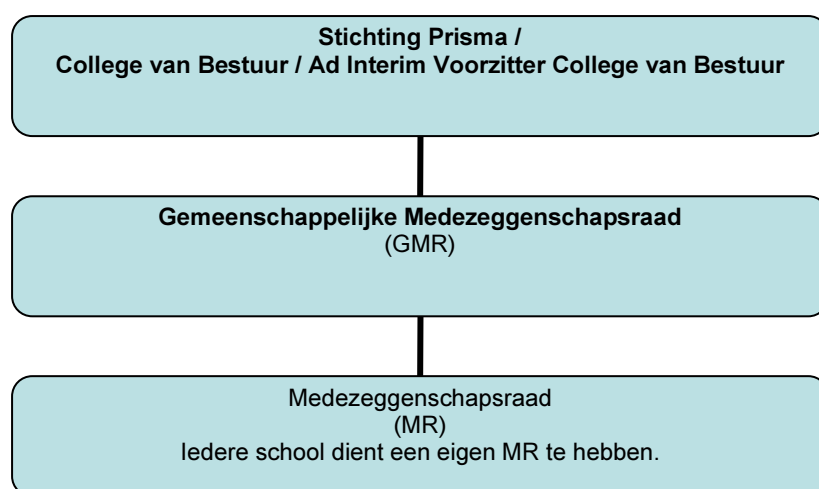 Stichting Prisma /
College van Bestuur / Ad Interim Voorzitter College van Bestuur
Gemeenschappelijke Medezeggenschapsraad
(GMR)
Medezeggenschapsraad
(MR)
Iedere school dient een eigen MR te hebben.